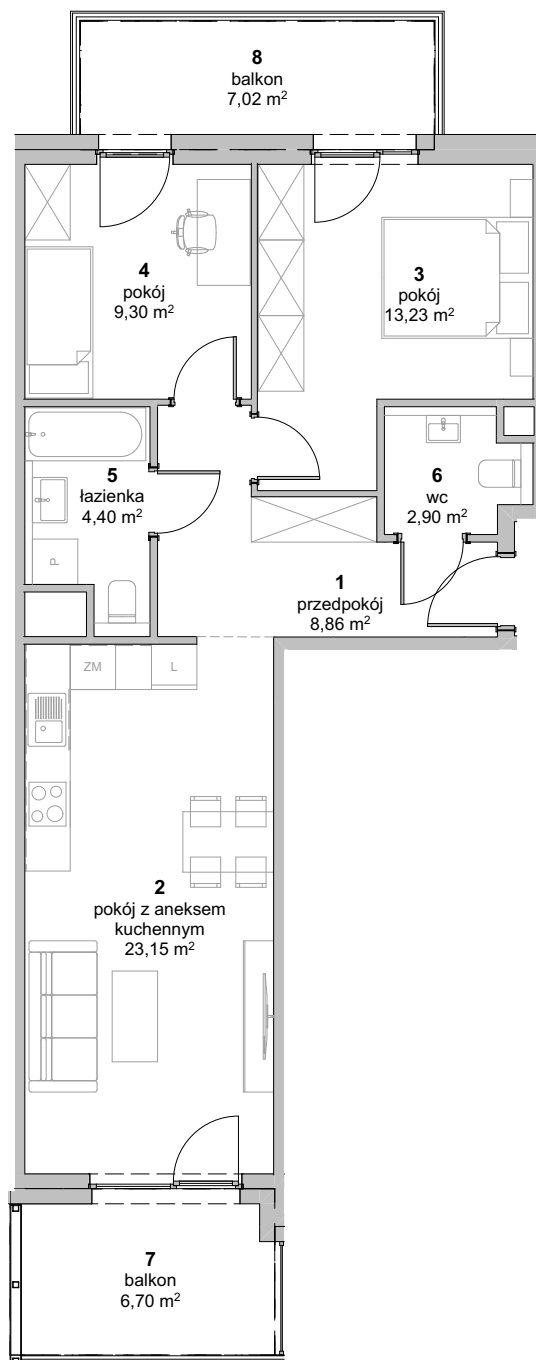 8
balkon
7,02 m²
4
pokój
9,30 m²
3
pokój
13,23 m²
5
łazienka
4,40 m²
6
wc
2,90 m²
P
1
przedpokój
8,86 m²
ZM
L
2
pokój z aneksem
kuchennym
23,15 m²
7
balkon
6,70 m²